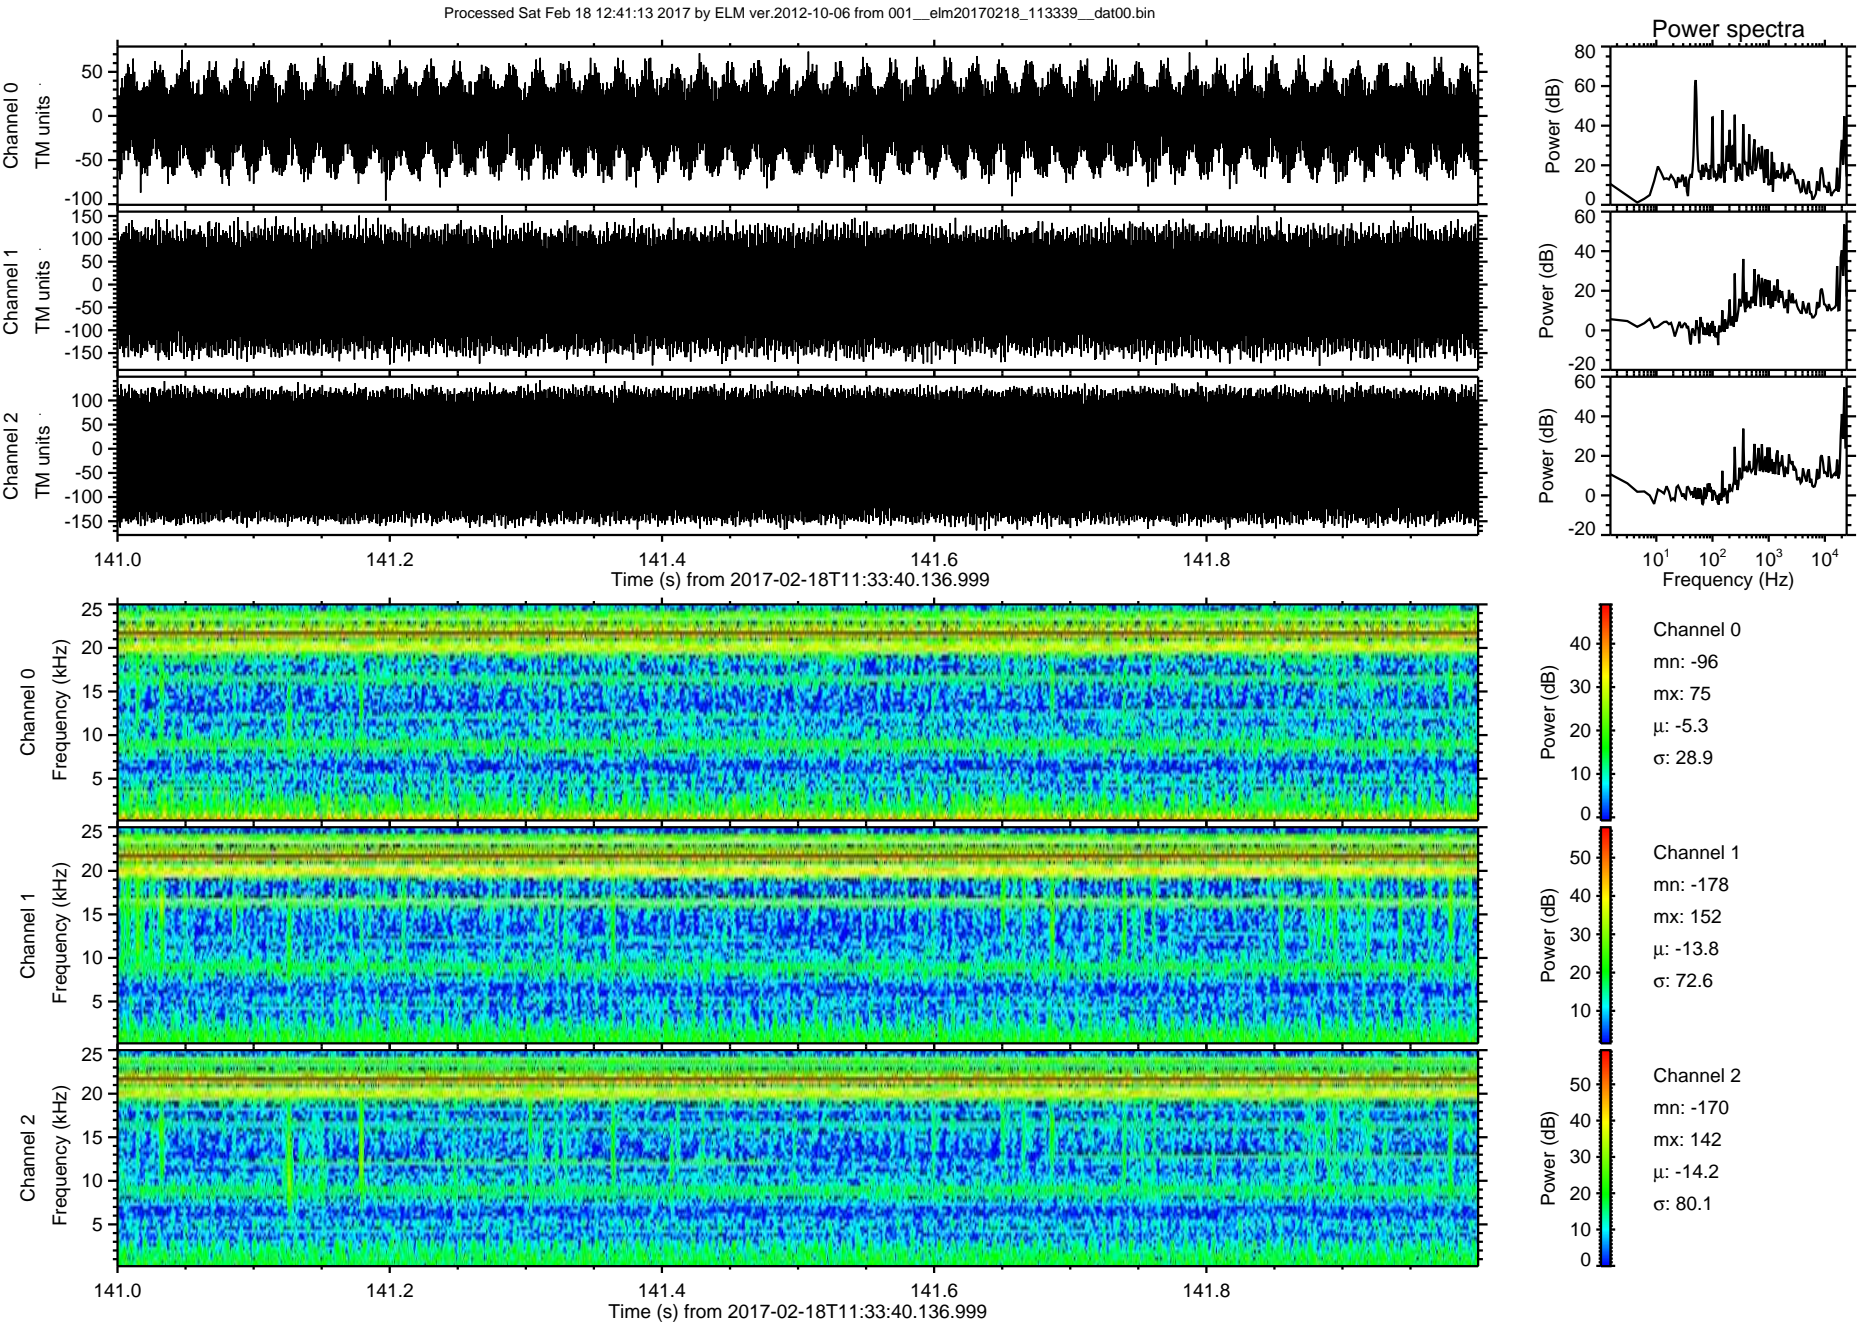 Processed Sat Feb 18 12:41:13 2017 by ELM ver.2012-10-06 from 001__elm20170218_113339__dat00.bin
Power spectra
Channel 0
TM units
50
0
-50
-100
Power (dB)
80
60
40
20
0
Channel 1
TM units
150
100
50
0
-50
-100
-150
Power (dB)
60
40
20
0
-20
Channel 2
TM units
100
50
0
-50
-100
-150
Power (dB)
60
40
20
0
-20
141.0 141.2 141.4 141.6 141.8
Time (s) from 2017-02-18T11:33:40.136.999
10^1 10^2 10^3 10^4
Frequency (Hz)
Channel 0
Frequency (kHz)
25
20
15
10
5
Power (dB)
40
30
20
10
0
Channel 0
mn: -96
mx: 75
μ: -5.3
σ: 28.9
Channel 1
Frequency (kHz)
25
20
15
10
5
Power (dB)
50
40
30
20
10
Channel 1
mn: -178
mx: 152
μ: -13.8
σ: 72.6
Channel 2
Frequency (kHz)
25
20
15
10
5
Power (dB)
50
40
30
20
10
0
Channel 2
mn: -170
mx: 142
μ: -14.2
σ: 80.1
141.0 141.2 141.4 141.6 141.8
Time (s) from 2017-02-18T11:33:40.136.999